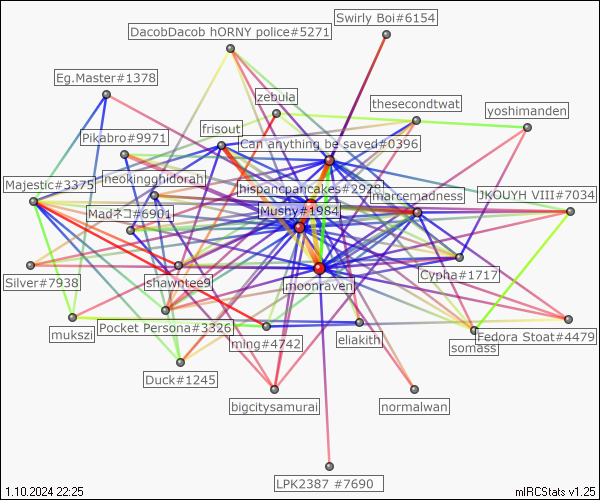 Swirly Boi#6154
DacobDacob hORNY police#5271
Eg.Master#1378
zebula
thesecondtwat
yoshimanden
frisout
Pikabro#9971
Can anything be saved#0396
neokingghidorah
Majestic#3375
hispancpancakes#2928
marcemadness
JKOUYH VIII#7034
Madネコ#6901
Mushy#1984
Silver#7938
shawntee9
Cypha#1717
moonraven
mukszi
Pocket Persona#3326
ming#4742
eliakith
somass
Fedora Stoat#4479
Duck#1245
bigcitysamurai
normalwan
LPK2387 #7690
1.10.2024 22:25
mIRCStats v1.25